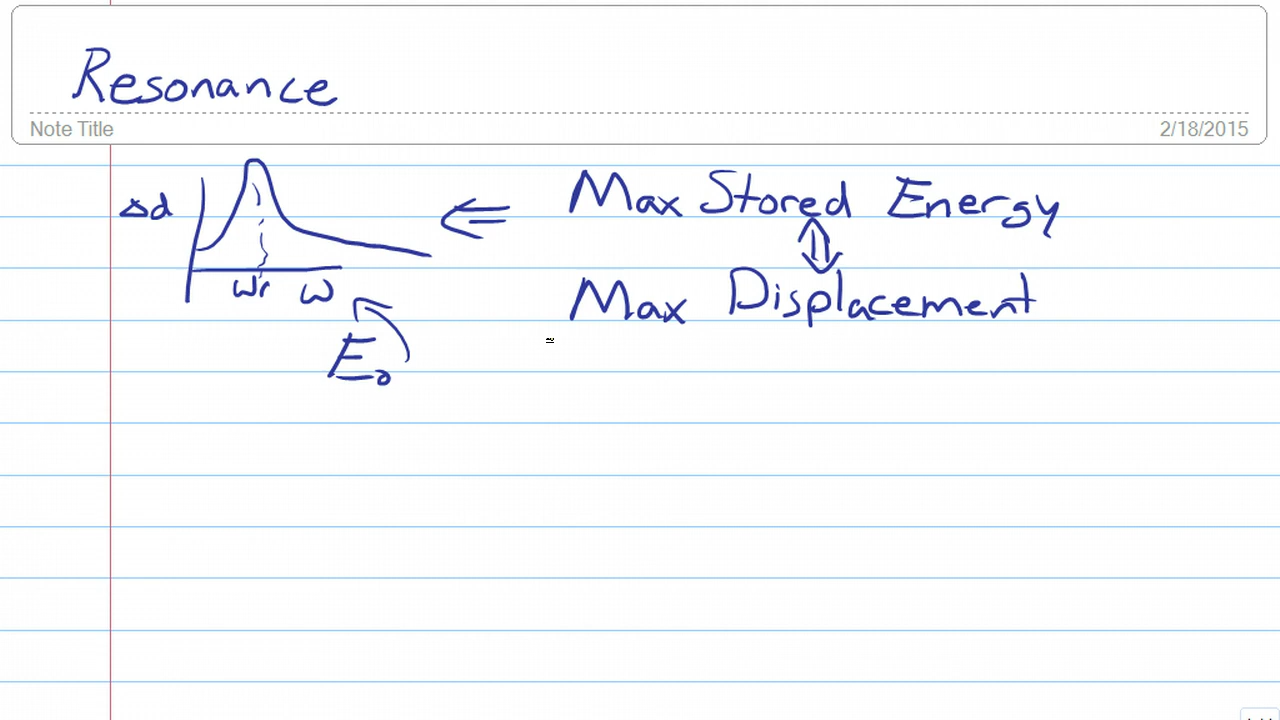 Resonance
Note Title
2/18/2015
Δd
Max Stored Energy
ωr ω
Max Displacement
E₀